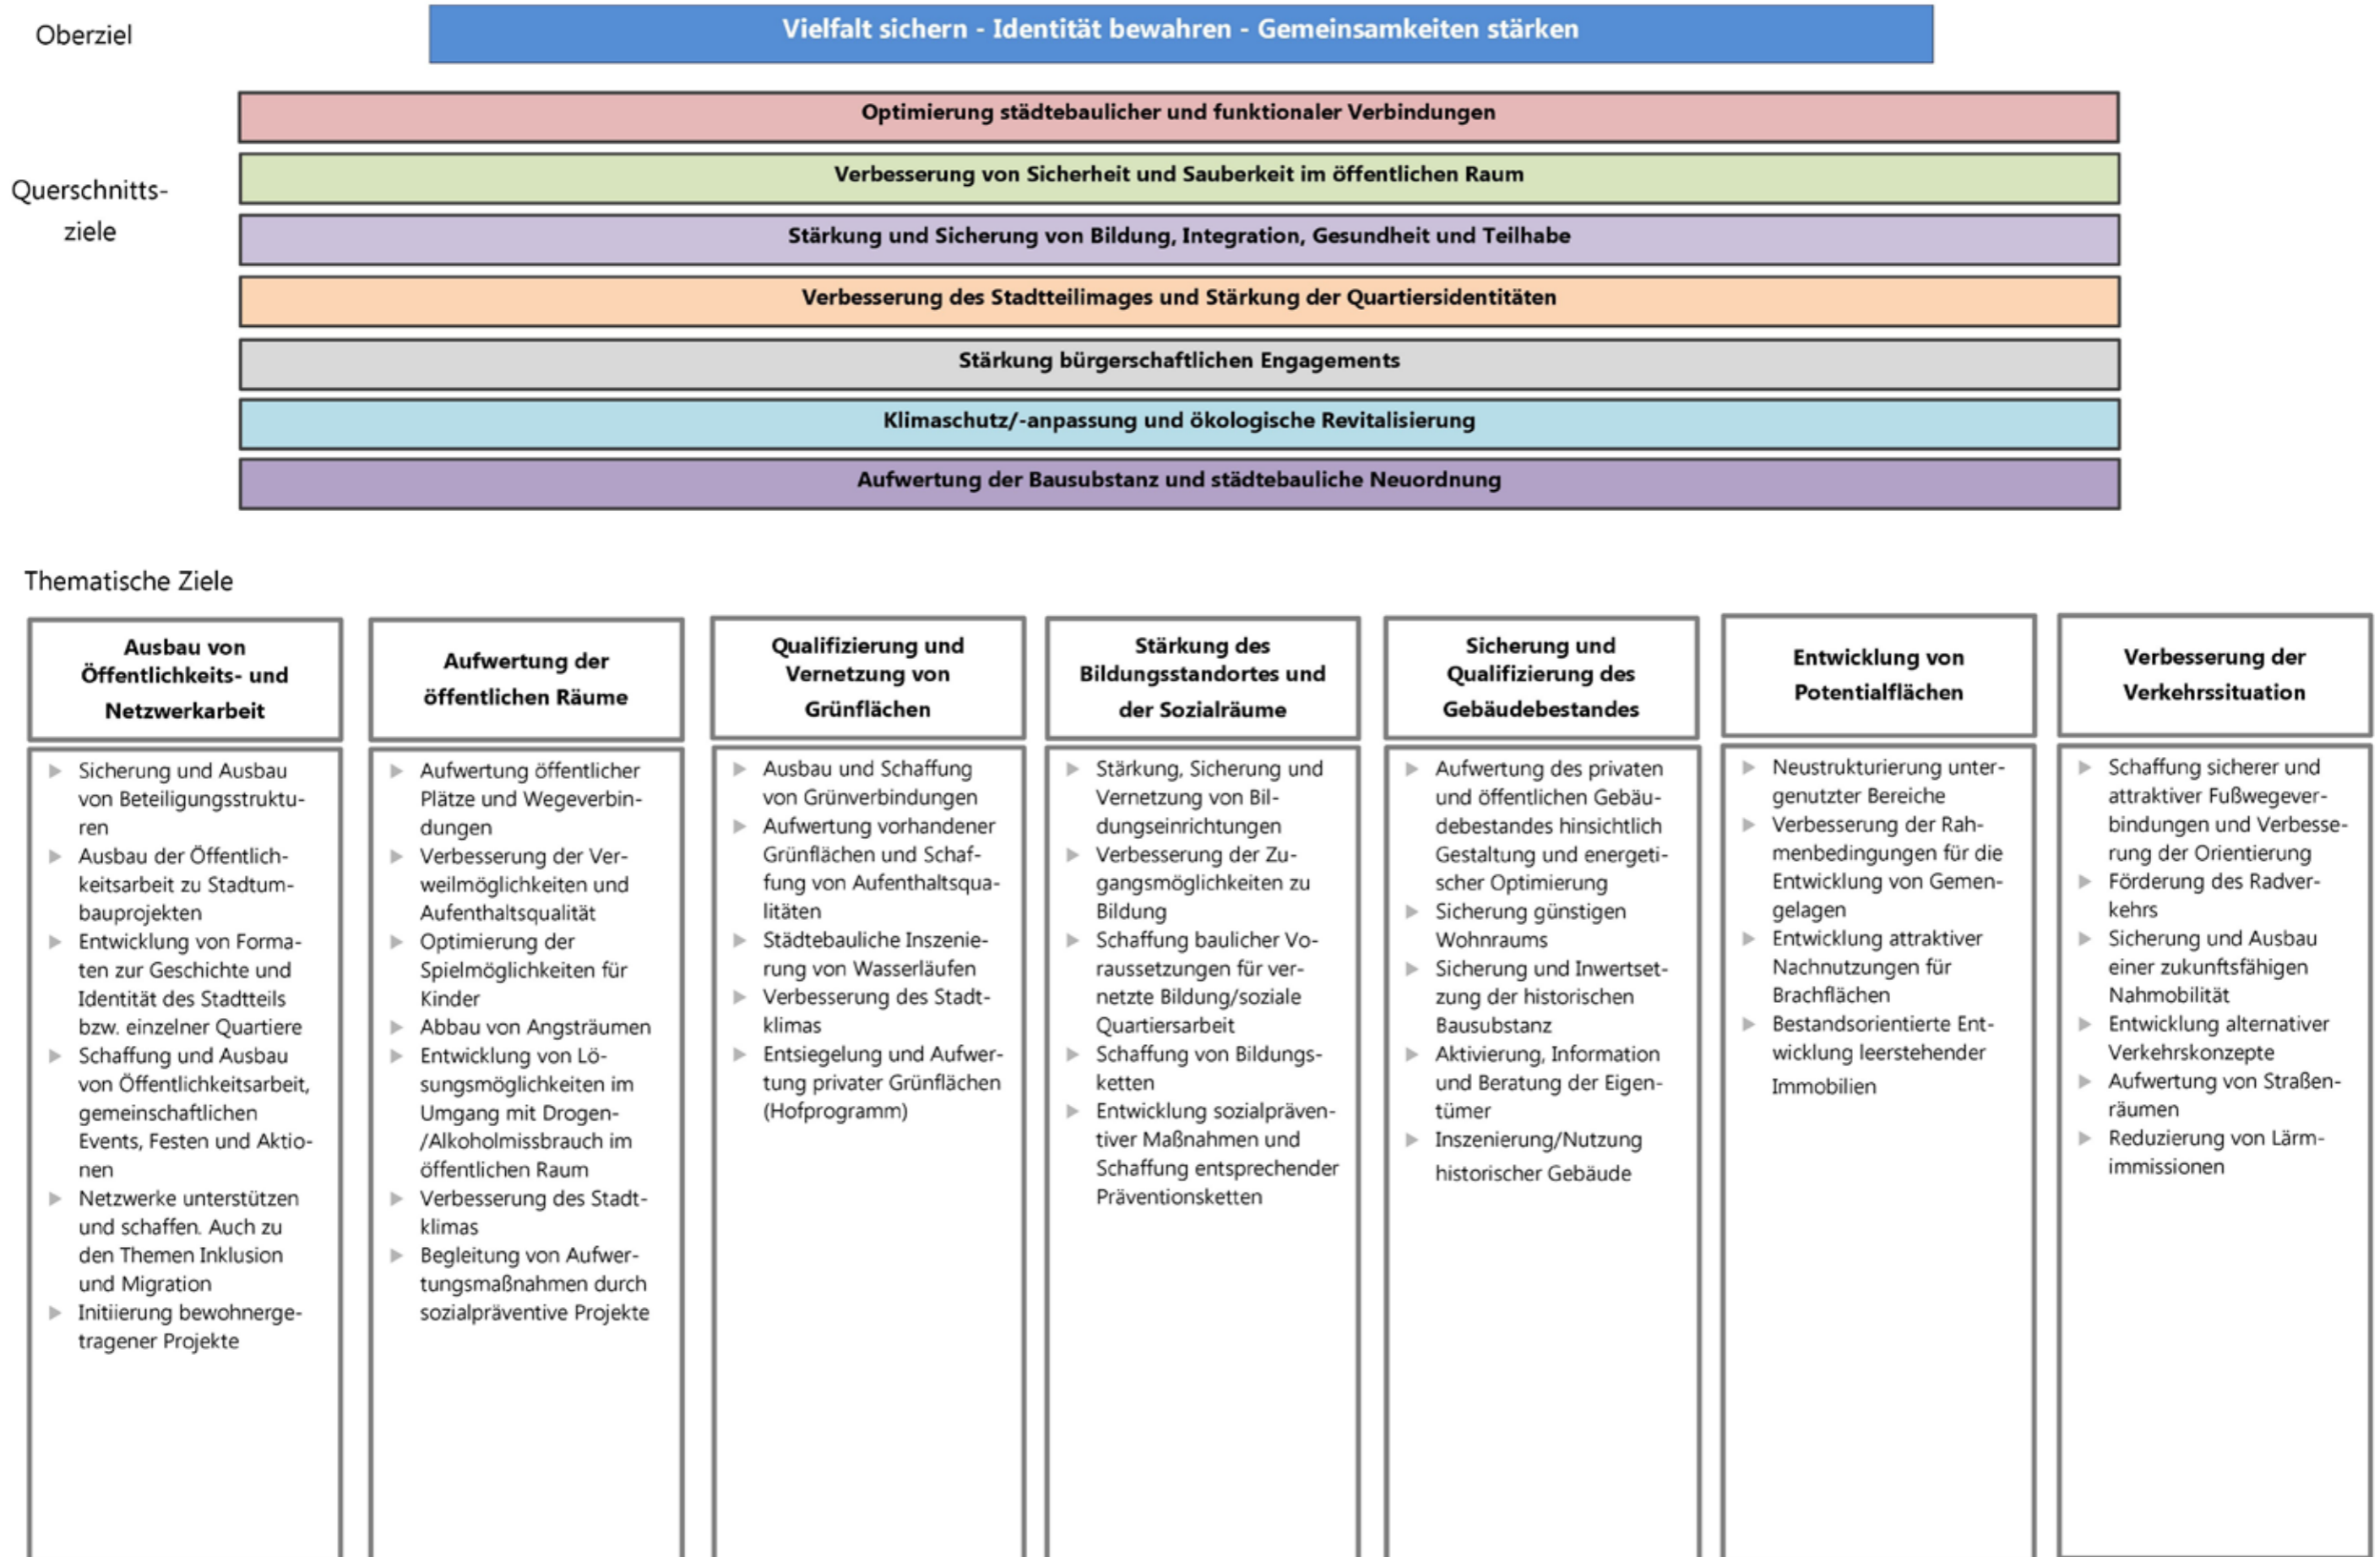 Oberziel
Vielfalt sichern - Identität bewahren - Gemeinsamkeiten stärken
Querschnitts-
ziele
Optimierung städtebaulicher und funktionaler Verbindungen
Verbesserung von Sicherheit und Sauberkeit im öffentlichen Raum
Stärkung und Sicherung von Bildung, Integration, Gesundheit und Teilhabe
Verbesserung des Stadtteilimages und Stärkung der Quartiersidentitäten
Stärkung bürgerschaftlichen Engagements
Klimaschutz/-anpassung und ökologische Revitalisierung
Aufwertung der Bausubstanz und städtebauliche Neuordnung
Thematische Ziele
Ausbau von
Öffentlichkeits- und
Netzwerkarbeit
Sicherung und Ausbau
von Beteiligungsstruktu-
ren
Ausbau der Öffentlich-
keitsarbeit zu Stadtum-
bauprojekten
Entwicklung von Forma-
ten zur Geschichte und
Identität des Stadtteils
bzw. einzelner Quartiere
Schaffung und Ausbau
von Öffentlichkeitsarbeit,
gemeinschaftlichen
Events, Festen und Aktio-
nen
Netzwerke unterstützen
und schaffen. Auch zu
den Themen Inklusion
und Migration
Initiierung bewohnerge-
tragener Projekte
Aufwertung der
öffentlichen Räume
Aufwertung öffentlicher
Plätze und Wegeverbin-
dungen
Verbesserung der Ver-
weilmöglichkeiten und
Aufenthaltsqualität
Optimierung der
Spielmöglichkeiten für
Kinder
Abbau von Angsträumen
Entwicklung von Lö-
sungsmöglichkeiten im
Umgang mit Drogen-
/Alkoholmissbrauch im
öffentlichen Raum
Verbesserung des Stadt-
klimas
Begleitung von Aufwer-
tungsmaßnahmen durch
sozialpräventive Projekte
Qualifizierung und
Vernetzung von
Grünflächen
Ausbau und Schaffung
von Grünverbindungen
Aufwertung vorhandener
Grünflächen und Schaf-
fung von Aufenthaltsqua-
litäten
Städtebauliche Inszenie-
rung von Wasserläufen
Verbesserung des Stadt-
klimas
Entsiegelung und Aufwer-
tung privater Grünflächen
(Hofprogramm)
Stärkung des
Bildungsstandortes und
der Sozialräume
Stärkung, Sicherung und
Vernetzung von Bil-
dungseinrichtungen
Verbesserung der Zu-
gangsmöglichkeiten zu
Bildung
Schaffung baulicher Vo-
raussetzungen für ver-
netzte Bildung/soziale
Quartiersarbeit
Schaffung von Bildungs-
ketten
Entwicklung sozialpräven-
tiver Maßnahmen und
Schaffung entsprechender
Präventionsketten
Sicherung und
Qualifizierung des
Gebäudebestandes
Aufwertung des privaten
und öffentlichen Gebäu-
debestandes hinsichtlich
Gestaltung und energeti-
scher Optimierung
Sicherung günstigen
Wohnraums
Sicherung und Inwertset-
zung der historischen
Bausubstanz
Aktivierung, Information
und Beratung der Eigen-
tümer
Inszenierung/Nutzung
historischer Gebäude
Entwicklung von
Potentialflächen
Neustrukturierung unter-
genutzter Bereiche
Verbesserung der Rah-
menbedingungen für die
Entwicklung von Gemen-
gelagen
Entwicklung attraktiver
Nachnutzungen für
Brachflächen
Bestandsorientierte Ent-
wicklung leerstehender
Immobilien
Verbesserung der
Verkehrssituation
Schaffung sicherer und
attraktiver Fußwegever-
bindungen und Verbesse-
rung der Orientierung
Förderung des Radver-
kehrs
Sicherung und Ausbau
einer zukunftsfähigen
Nahmobilität
Entwicklung alternativer
Verkehrskonzepte
Aufwertung von Straßen-
räumen
Reduzierung von Lärm-
immissionen